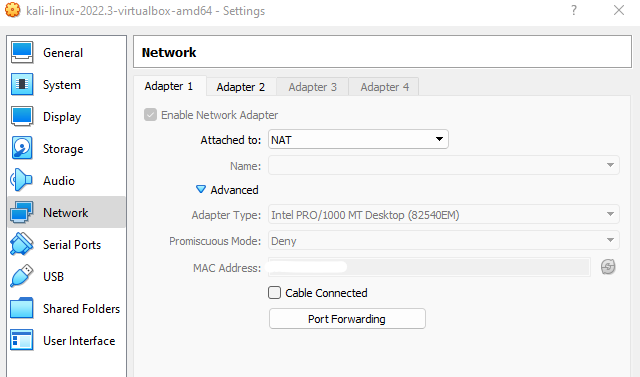 kali-linux-2022.3-virtualbox-amd64 - Settings
?
General
System
Display
Storage
Audio
Network
Serial Ports
USB
Shared Folders
User Interface
Network
Adapter 1 Adapter 2 Adapter 3 Adapter 4
Enable Network Adapter
Attached to: NAT
Name:
Advanced
Adapter Type: Intel PRO/1000 MT Desktop (82540EM)
Promiscuous Mode: Deny
MAC Address:
Cable Connected
Port Forwarding